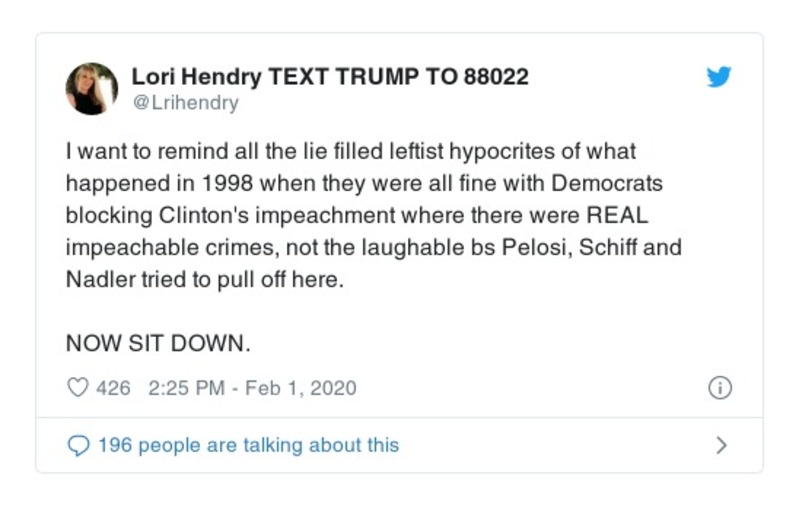 Lori Hendry TEXT TRUMP TO 88022
@Lrihendry
I want to remind all the lie filled leftist hypocrites of what
happened in 1998 when they were all fine with Democrats
blocking Clinton's impeachment where there were REAL
impeachable crimes, not the laughable bs Pelosi, Schiff and
Nadler tried to pull off here.
NOW SIT DOWN.
426 2:25 PM - Feb 1, 2020
196 people are talking about this